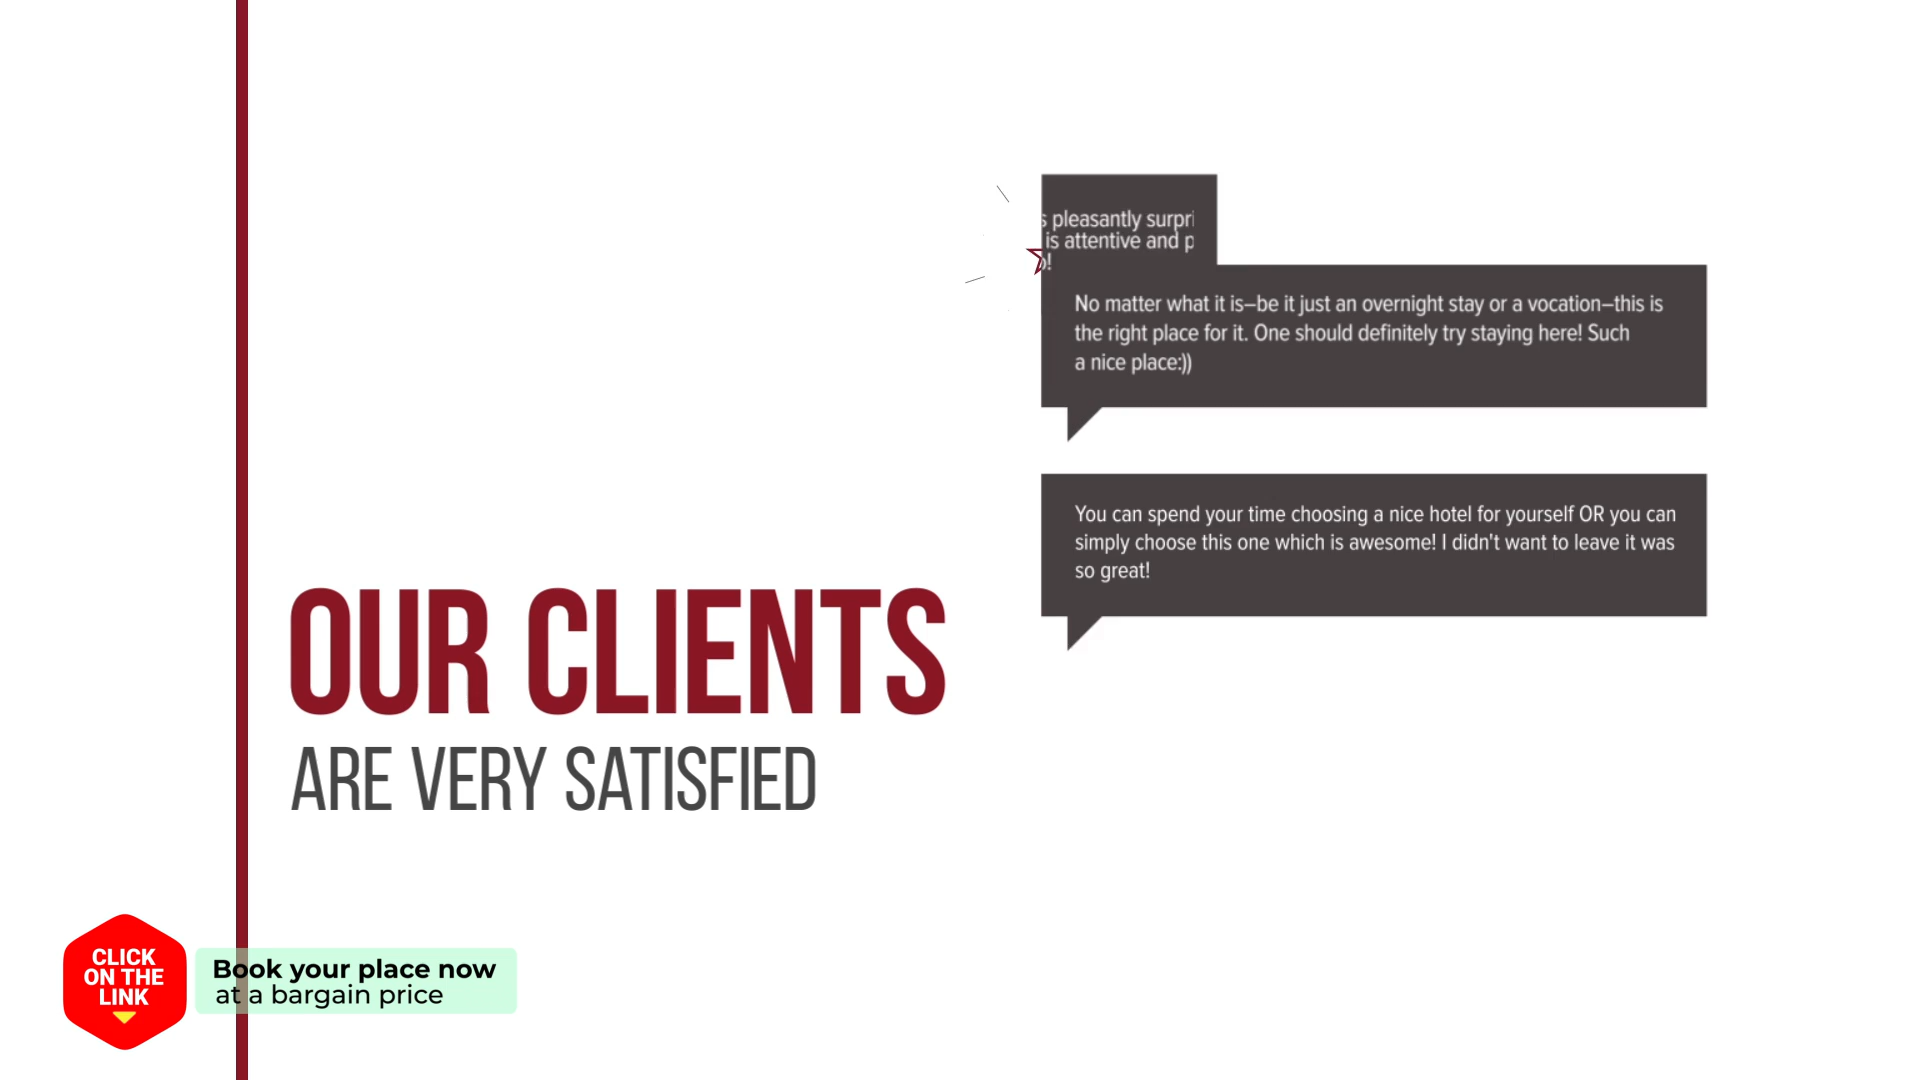 pleasantly
is attentive and
No matter what it is–be it just an overnight stay or a vocation–this is
the right place for it. One should definitely try staying here! Such
a nice place:))
You can spend your time choosing a nice hotel for yourself OR you can
simply choose this one which is awesome! I didn't want to leave it was
so great!
OUR CLIENTS
ARE VERY SATISFIED
CLICK
ON THE
LINK
Book your place now
at a bargain price